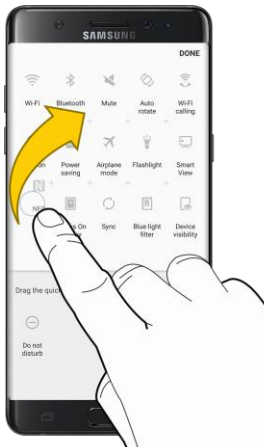 SAMSUNG
DONE
Wi-Fi Bluetooth Mute Auto rotate Wi-Fi calling
Power saving Airplane mode Flashlight Smart View
Sync Blue light filter Device visibility
Drag the
Do not disturb